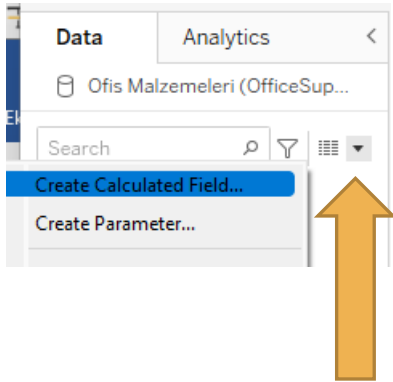 Data Analytics
Ofis Malzemeleri (OfficeSup...
Search
Create Calculated Field...
Create Parameter...